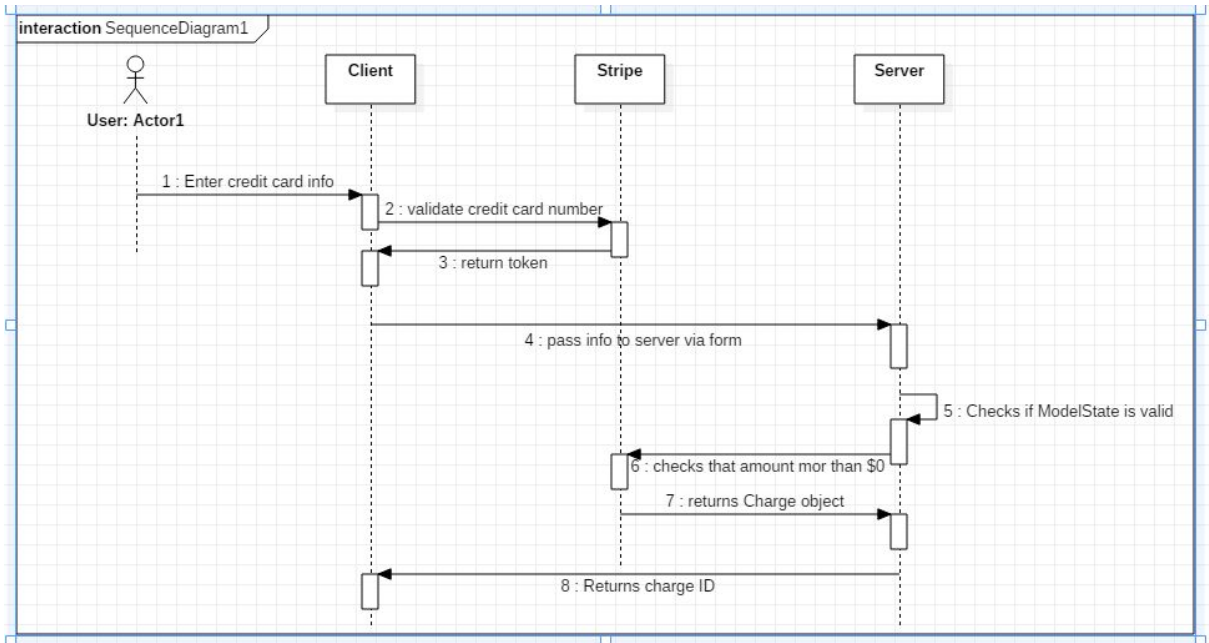 interaction SequenceDiagram1
Client
Stripe
Server
User: Actor1
1 : Enter credit card info
2 : validate credit card number
3 : return token
4 : pass info to server via form
5 : Checks if ModelState is valid
6 : checks that amount mor than $0
7 : returns Charge object
8 : Returns charge ID